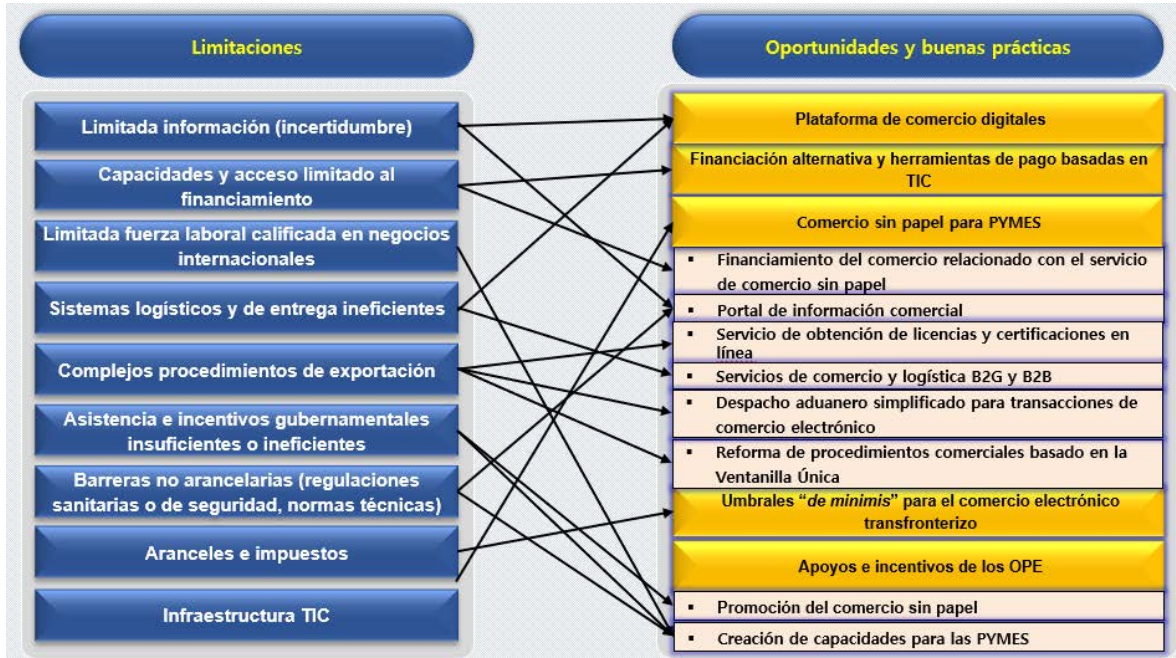 Limitaciones
Limitada información (incertidumbre)
Capacidades y acceso limitado al
financiamiento
Limitada fuerza laboral calificada en negocios
internacionales
Sistemas logísticos y de entrega ineficientes
Complejos procedimientos de exportación
Asistencia e incentivos gubernamentales
insuficientes o ineficientes
Barreras no arancelarias (regulaciones
sanitarias o de seguridad, normas técnicas)
Aranceles e impuestos
Infraestructura TIC
Oportunidades y buenas prácticas
Plataforma de comercio digitales
Financiación alternativa y herramientas de pago basadas en
TIC
Comercio sin papel para PYMES
▪ Financiamiento del comercio relacionado con el servicio
de comercio sin papel
▪ Portal de información comercial
▪ Servicio de obtención de licencias y certificaciones en
línea
▪ Servicios de comercio y logística B2G y B2B
▪ Despacho aduanero simplificado para transacciones de
comercio electrónico
▪ Reforma de procedimientos comerciales basado en la
Ventanilla Única
Umbrales “de minimis” para el comercio electrónico
transfronterizo
Apoyos e incentivos de los OPE
▪ Promoción del comercio sin papel
▪ Creación de capacidades para las PYMES